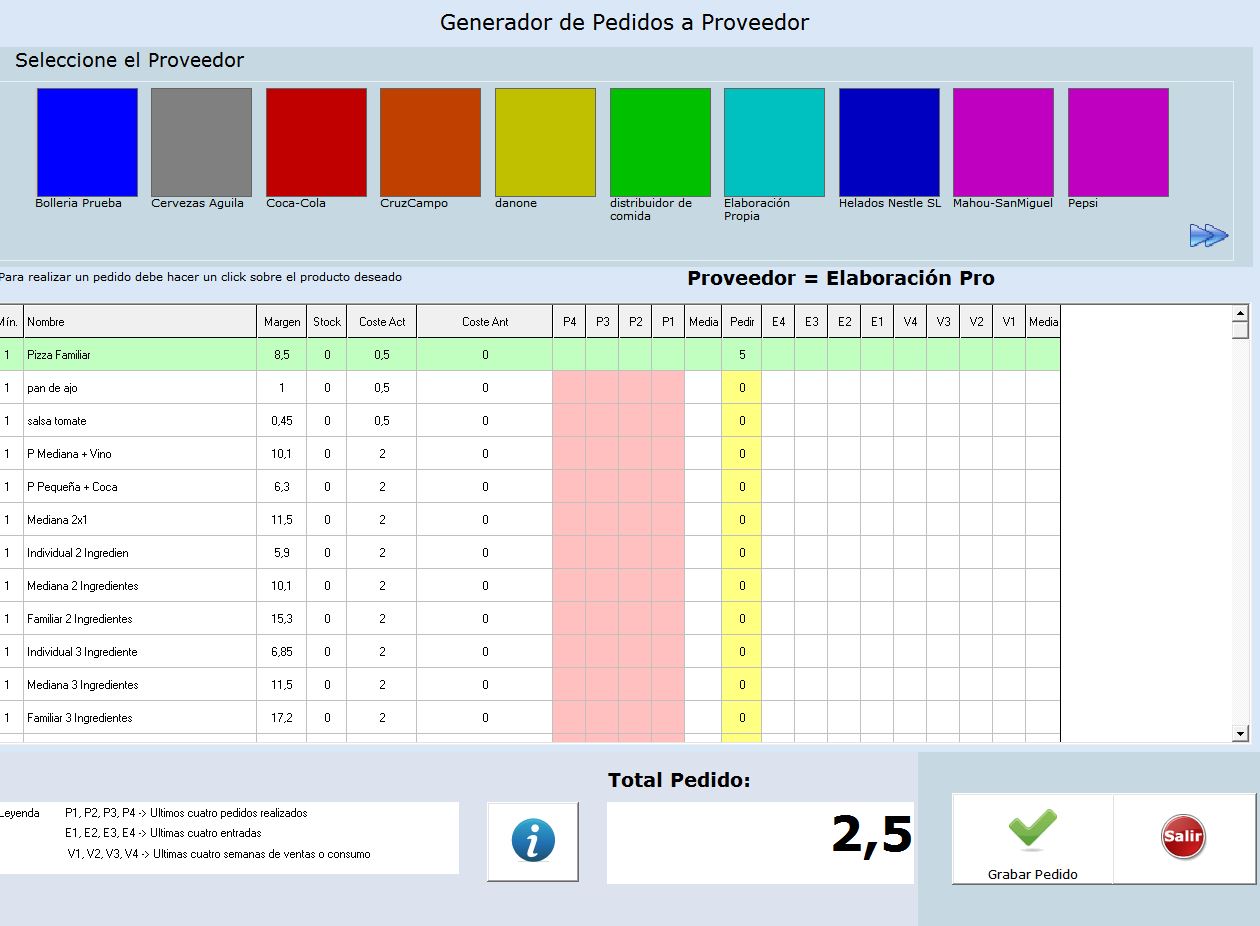 Generador de Pedidos a Proveedor
Seleccione el Proveedor
Bolleria Prueba Cervezas Aguila Coca-Cola CruzCampo danone distribuidor de comida Elaboración Propia Helados Nestle SL Mahou-SanMiguel Pepsi
Para realizar un pedido debe hacer un click sobre el producto deseado
Proveedor = Elaboración Pro
Mín. Nombre Margen Stock Coste Act Coste Ant P4 P3 P2 P1 Media Pedir E4 E3 E2 E1 V4 V3 V2 V1 Media
1 Pizza Familiar 8,5 0 0,5 0 5
1 pan de ajo 1 0 0,5 0 0
1 salsa tomate 0,45 0 0,5 0 0
1 P Mediana + Vino 10,1 0 2 0 0
1 P Pequeña + Coca 6,3 0 2 0 0
1 Mediana 2x1 11,5 0 2 0 0
1 Individual 2 Ingredien 5,9 0 2 0 0
1 Mediana 2 Ingredientes 10,1 0 2 0 0
1 Familiar 2 Ingredientes 15,3 0 2 0 0
1 Individual 3 Ingrediente 6,85 0 2 0 0
1 Mediana 3 Ingredientes 11,5 0 2 0 0
1 Familiar 3 Ingredientes 17,2 0 2 0 0
Leyenda P1, P2, P3, P4 -> Ultimos cuatro pedidos realizados
E1, E2, E3, E4 -> Ultimas cuatro entradas
V1, V2, V3, V4 -> Ultimas cuatro semanas de ventas o consumo
i
Total Pedido:
2,5
Grabar Pedido
Salir